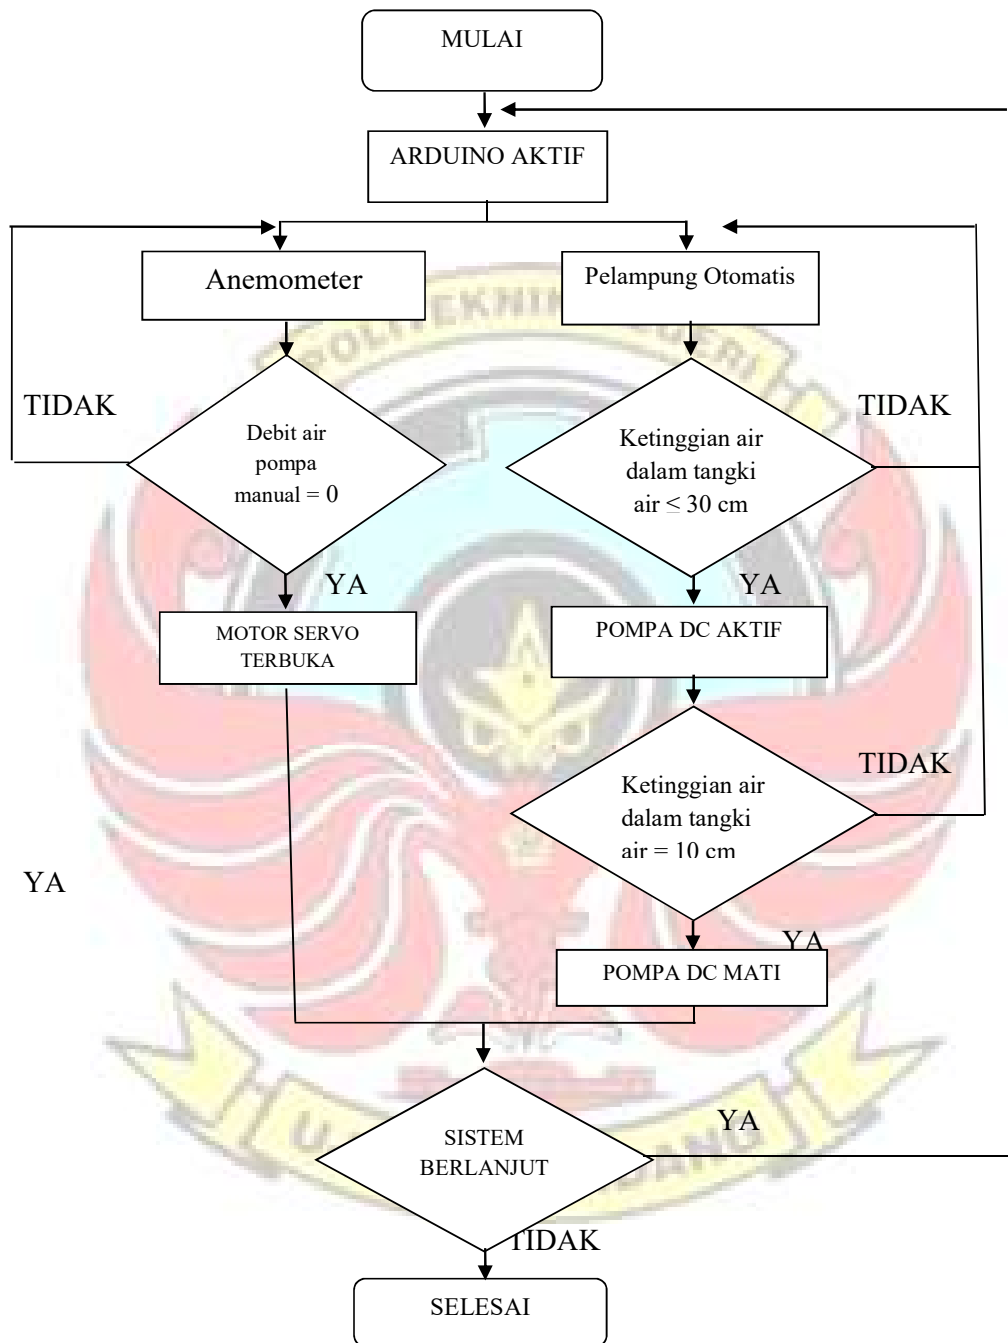 MULAI
ARDUINO AKTIF
Anemometer
Pelampung Otomatis
TIDAK
Debit air
pompa
manual = 0
Ketinggian air
dalam tangki
air ≤ 30 cm
TIDAK
YA
YA
MOTOR SERVO
TERBUKA
POMPA DC AKTIF
Ketinggian air
dalam tangki
air = 10 cm
TIDAK
YA
YA
POMPA DC MATI
SISTEM
BERLANJUT
YA
TIDAK
SELESAI
POLITEKNIK NEGERI